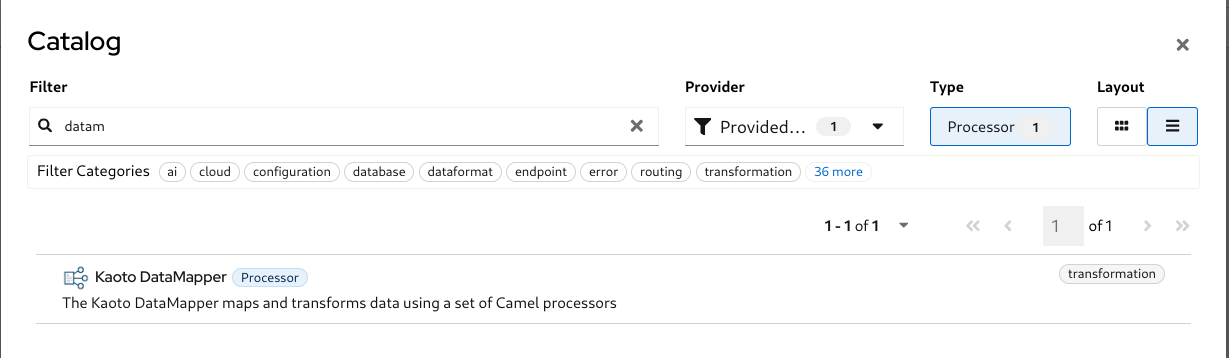 Catalog
Filter
Provider
Type
Layout
datam
Provided... 1
Processor 1
Filter Categories ai cloud configuration database dataformat endpoint error routing transformation 36 more
1 - 1 of 1
1 of 1
Kaoto DataMapper Processor
transformation
The Kaoto DataMapper maps and transforms data using a set of Camel processors